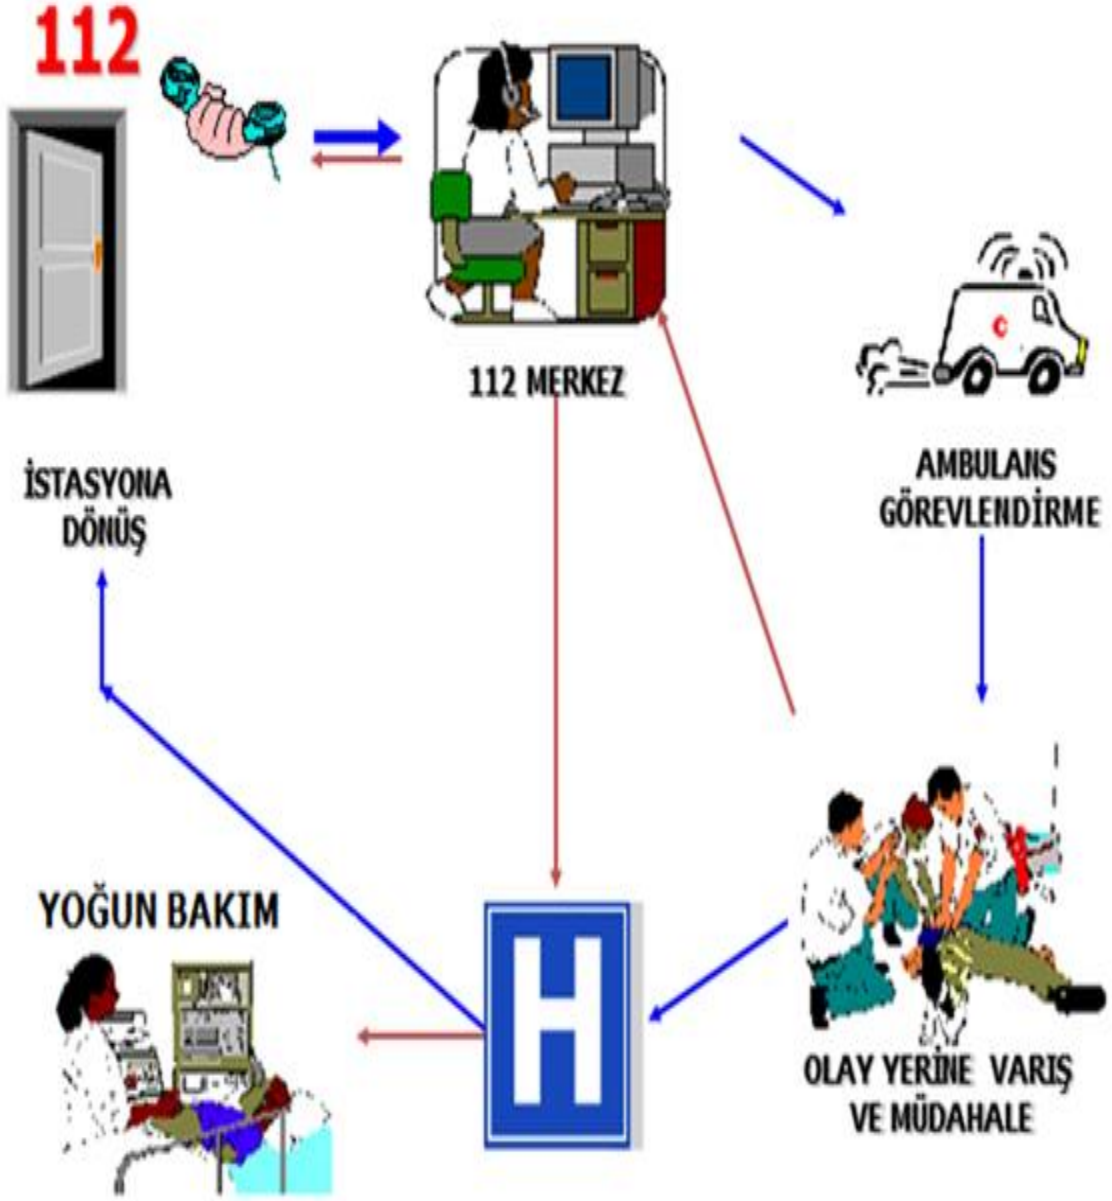 112
112 MERKEZ
AMBULANS
GÖREVLENDİRME
İSTASYONA
DÖNÜŞ
YOĞUN BAKIM
H
OLAY YERİNE VARIŞ
VE MÜDAHALE